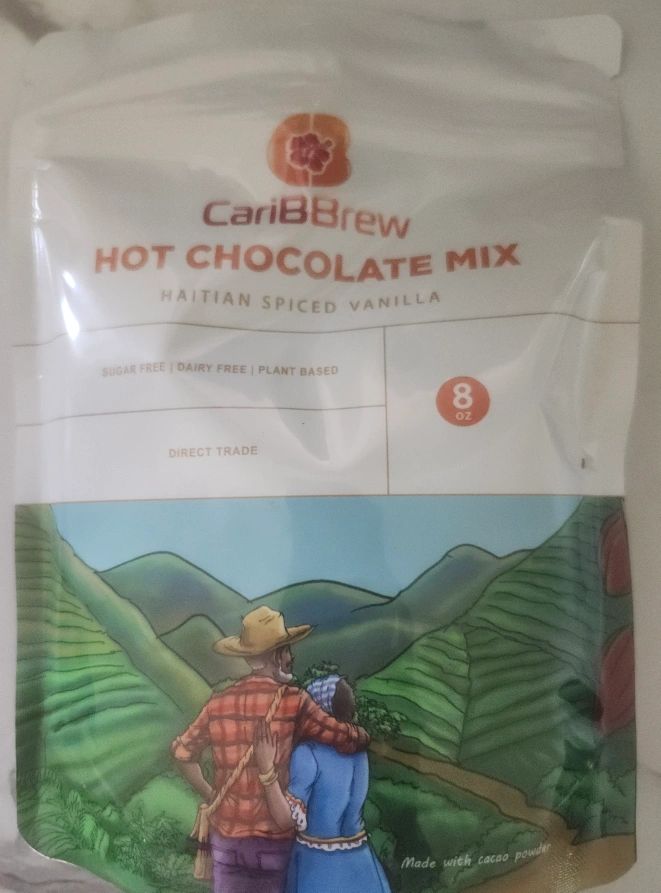 CariBBrew
HOT CHOCOLATE MIX
HAITIAN SPICED VANILLA
SUGAR FREE | DAIRY FREE | PLANT BASED
8
OZ
DIRECT TRADE
Made with cacao powder